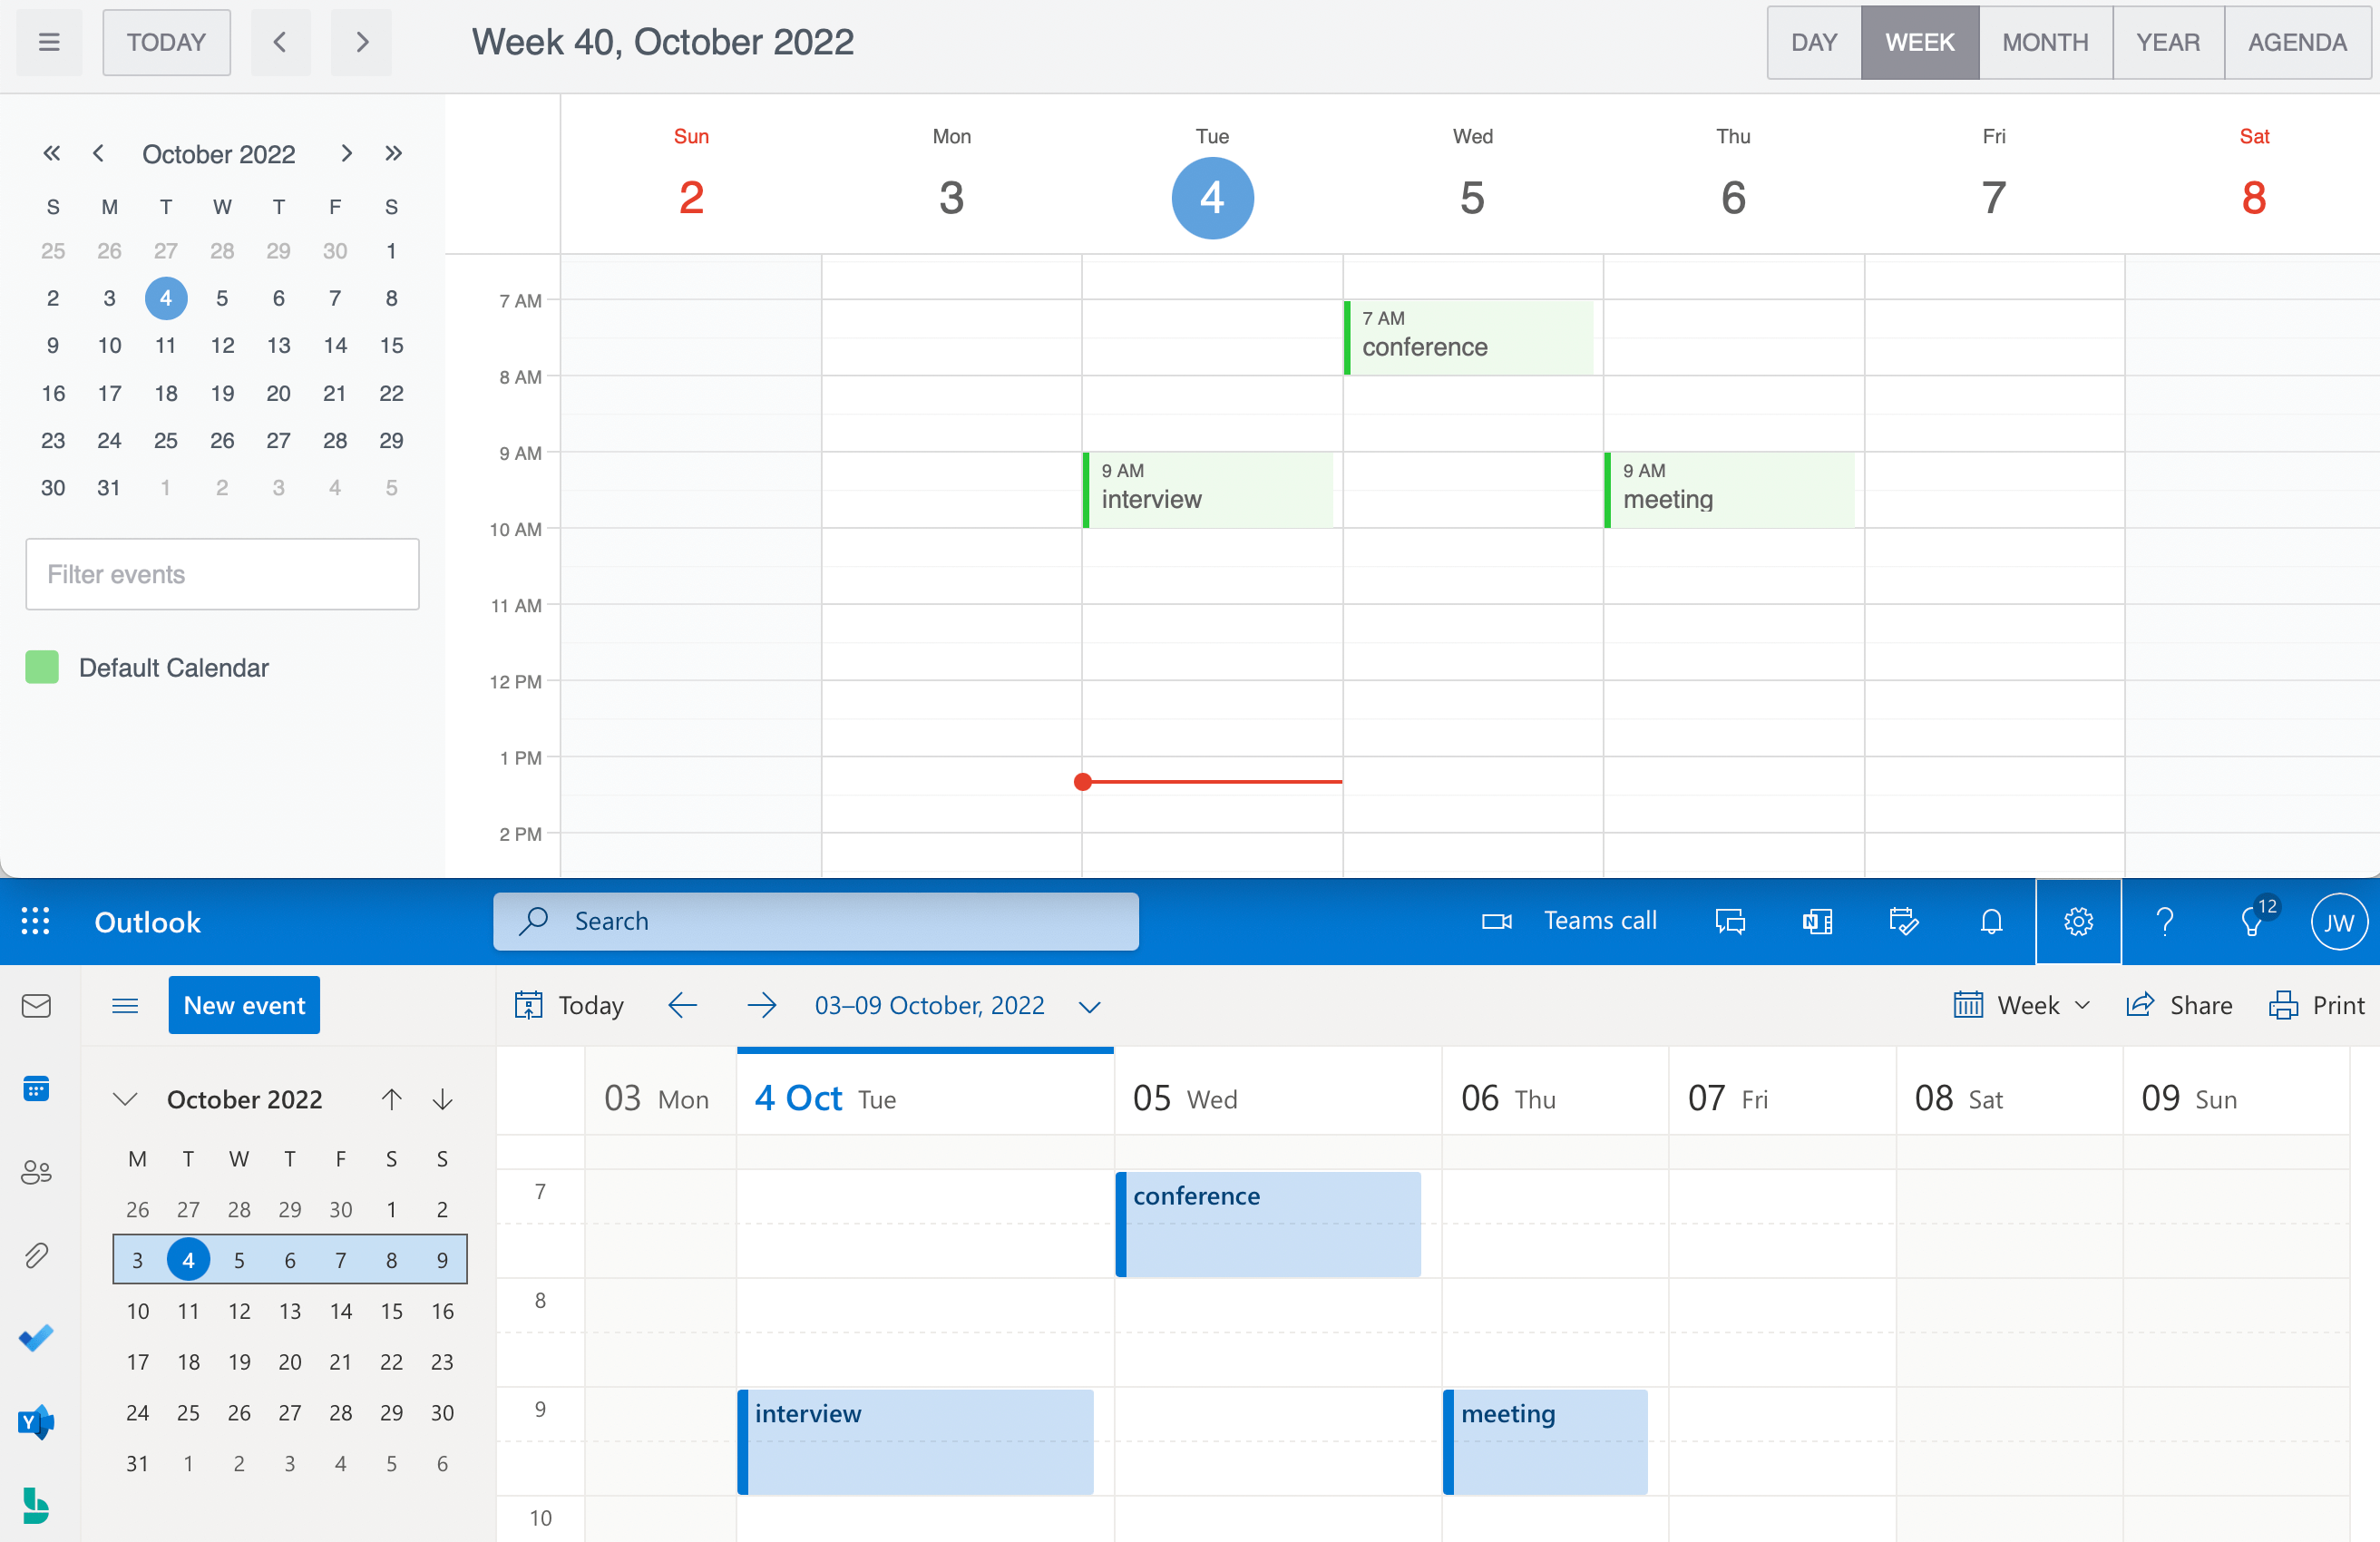 TODAY
Week 40, October 2022
DAY WEEK MONTH YEAR AGENDA
October 2022
S M T W T F S
25 26 27 28 29 30 1
2 3 4 5 6 7 8
9 10 11 12 13 14 15
16 17 18 19 20 21 22
23 24 25 26 27 28 29
30 31 1 2 3 4 5
Filter events
Default Calendar
Sun Mon Tue Wed Thu Fri Sat
2 3 4 5 6 7 8
7 AM
7 AM
conference
8 AM
9 AM
9 AM
interview
9 AM
meeting
10 AM
11 AM
12 PM
1 PM
2 PM
Outlook
Search
Teams call
N
12
JW
New event
Today
03–09 October, 2022
Week
Share
Print
October 2022
M T W T F S S
26 27 28 29 30 1 2
3 4 5 6 7 8 9
10 11 12 13 14 15 16
17 18 19 20 21 22 23
24 25 26 27 28 29 30
31 1 2 3 4 5 6
Y
03 Mon 4 Oct Tue 05 Wed 06 Thu 07 Fri 08 Sat 09 Sun
7
conference
8
9
interview
meeting
10